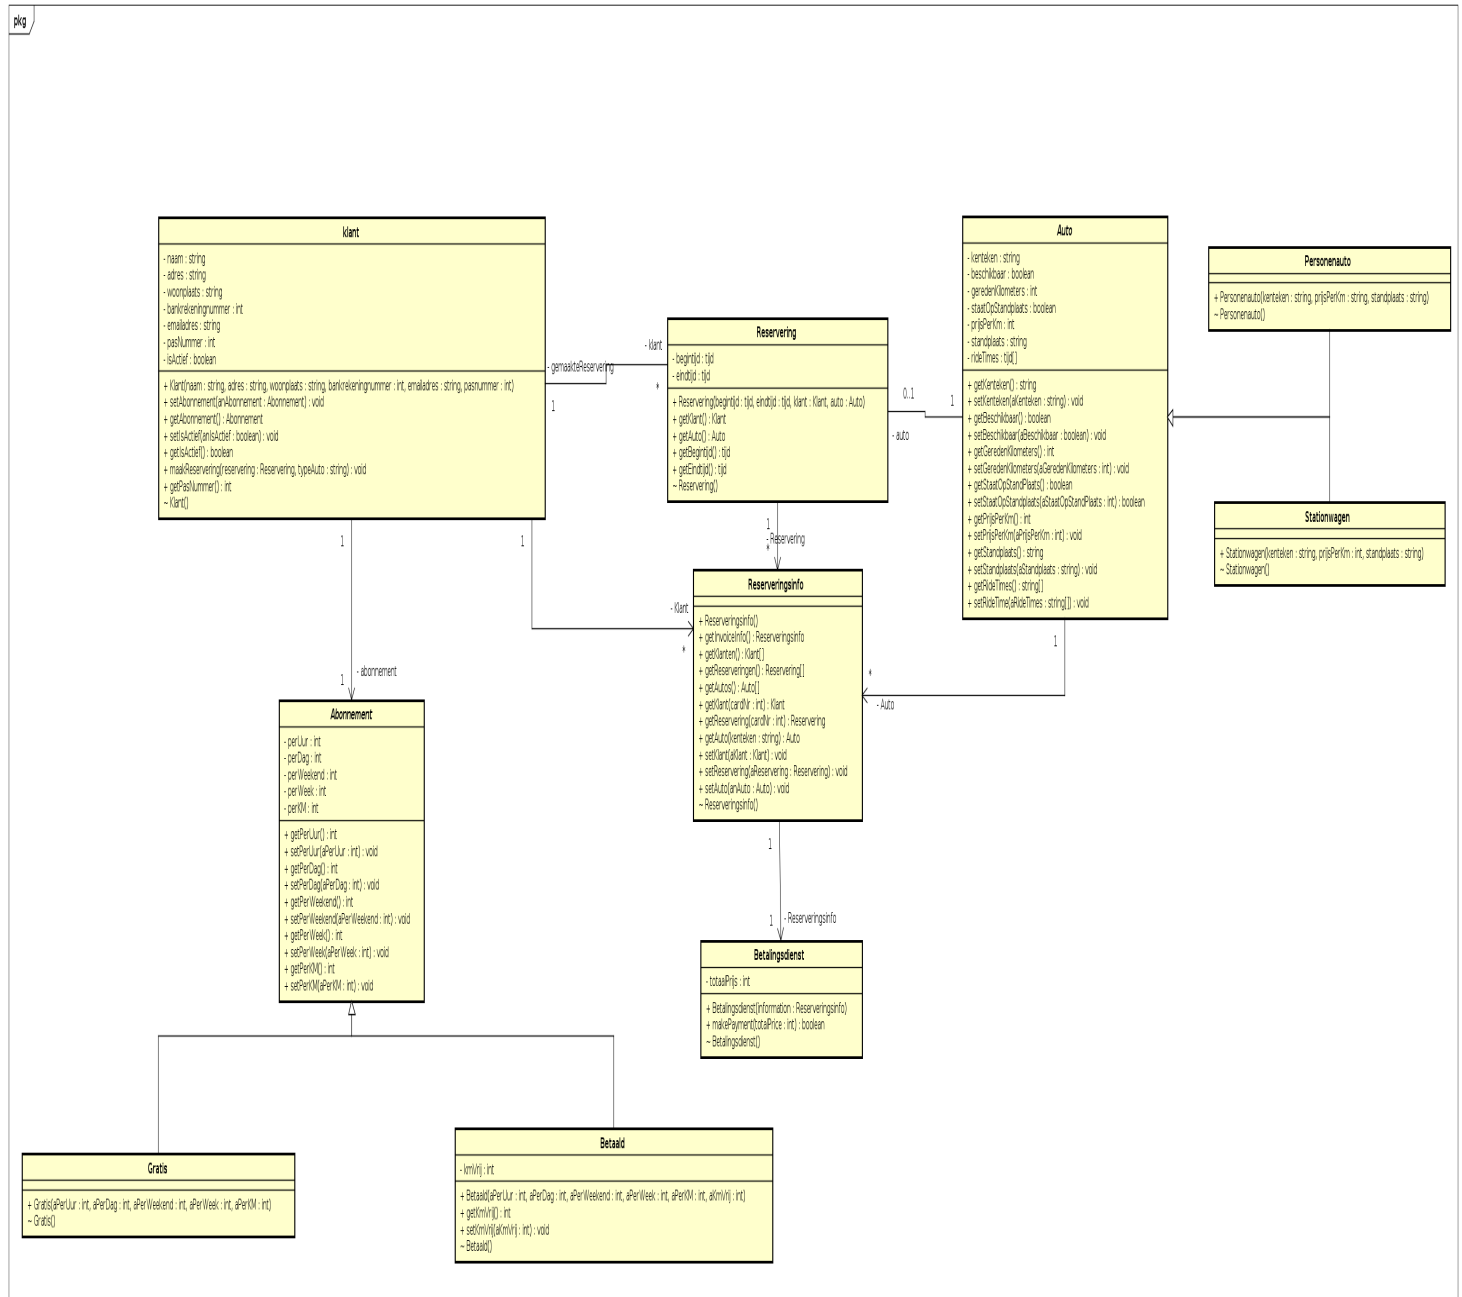 pkg
klant
- naam : string
- adres : string
- woonplaats : string
- bankrekeningnummer : int
- emailadres : string
- pasNummer : int
- isActief : boolean
+ Klant(naam : string, adres : string, woonplaats : string, bankrekeningnummer : int, emailadres : string, pasnummer : int)
+ setAbonnement(anAbonnement : Abonnement) : void
+ getAbonnement() : Abonnement
+ setIsActief(anIsActief : boolean) : void
+ getIsActief() : boolean
+ maakReservering(reservering : Reservering, typeAuto : string) : void
+ getPasNummer() : int
~ Klant()
- gemaakteReservering
1
- klant
*
Reservering
- begintijd : tijd
- eindtijd : tijd
+ Reservering(begintijd : tijd, eindtijd : tijd, klant : Klant, auto : Auto)
+ getKlant() : Klant
+ getAuto() : Auto
+ getBegintijd() : tijd
+ getEindtijd() : tijd
~ Reservering()
0..1
- auto
1
Auto
- kenteken : string
- beschikbaar : boolean
- geredenKilometers : int
- staatOpStandplaats : boolean
- prijsPerKm : int
- standplaats : string
- rideTimes : tijd[]
+ getKenteken() : string
+ setKenteken(aKenteken : string) : void
+ getBeschikbaar() : boolean
+ setBeschikbaar(aBeschikbaar : boolean) : void
+ getGeredenKilometers() : int
+ setGeredenKilometers(aGeredenKilometers : int) : void
+ getStaatOpStandPlaats() : boolean
+ setStaatOpStandplaats(aStaatOpStandPlaats : int) : boolean
+ getPrijsPerKm() : int
+ setPrijsPerKm(aPrijsPerKm : int) : void
+ getStandplaats() : string
+ setStandplaats(aStandplaats : string) : void
+ getRideTimes() : string[]
+ setRideTime(aRideTimes : string[]) : void
Personenauto
+ Personenauto(kenteken : string, prijsPerKm : string, standplaats : string)
~ Personenauto()
Stationwagen
+ Stationwagen(kenteken : string, prijsPerKm : int, standplaats : string)
~ Stationwagen()
1
1
1
- Reservering
*
- Klant
*
1
*
- Auto
Reserveringsinfo
+ Reserveringsinfo()
+ getInvoiceInfo() : Reserveringsinfo
+ getKlanten() : Klant[]
+ getReserveringen() : Reservering[]
+ getAutos() : Auto[]
+ getKlant(cardNr : int) : Klant
+ getReservering(cardNr : int) : Reservering
+ getAuto(kenteken : string) : Auto
+ setKlant(aKlant : Klant) : void
+ setReservering(aReservering : Reservering) : void
+ setAuto(anAuto : Auto) : void
~ Reserveringsinfo()
- abonnement
1
Abonnement
- perUur : int
- perDag : int
- perWeekend : int
- perWeek : int
- perKM : int
+ getPerUur() : int
+ setPerUur(aPerUur : int) : void
+ getPerDag() : int
+ setPerDag(aPerDag : int) : void
+ getPerWeekend() : int
+ setPerWeekend(aPerWeekend : int) : void
+ getPerWeek() : int
+ setPerWeek(aPerWeek : int) : void
+ getPerKM() : int
+ setPerKM(aPerKM : int) : void
1
1
- Reserveringsinfo
Betalingsdienst
- totaalPrijs : int
+ Betalingsdienst(information : Reserveringsinfo)
+ makePayment(totalPrice : int) : boolean
~ Betalingsdienst()
Gratis
+ Gratis(aPerUur : int, aPerDag : int, aPerWeekend : int, aPerWeek : int, aPerKM : int)
~ Gratis()
Betaald
- kmVrij : int
+ Betaald(aPerUur : int, aPerDag : int, aPerWeekend : int, aPerWeek : int, aPerKM : int, aKmVrij : int)
+ getKmVrij() : int
+ setKmVrij(aKmVrij : int) : void
~ Betaald()